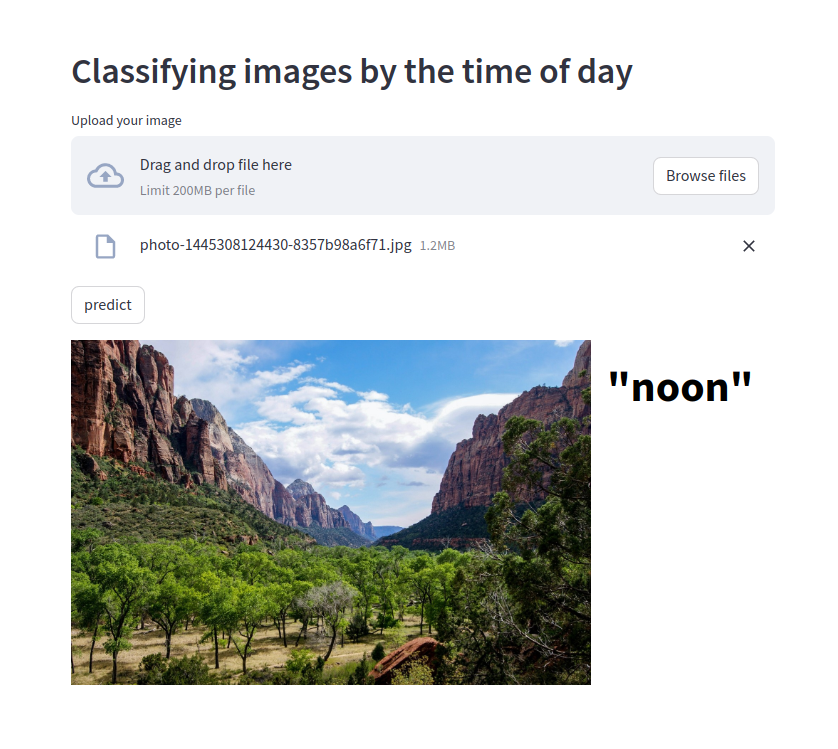 Classifying images by the time of day
Upload your image
Drag and drop file here
Limit 200MB per file
Browse files
photo-1445308124430-8357b98a6f71.jpg 1.2MB
predict
"noon"